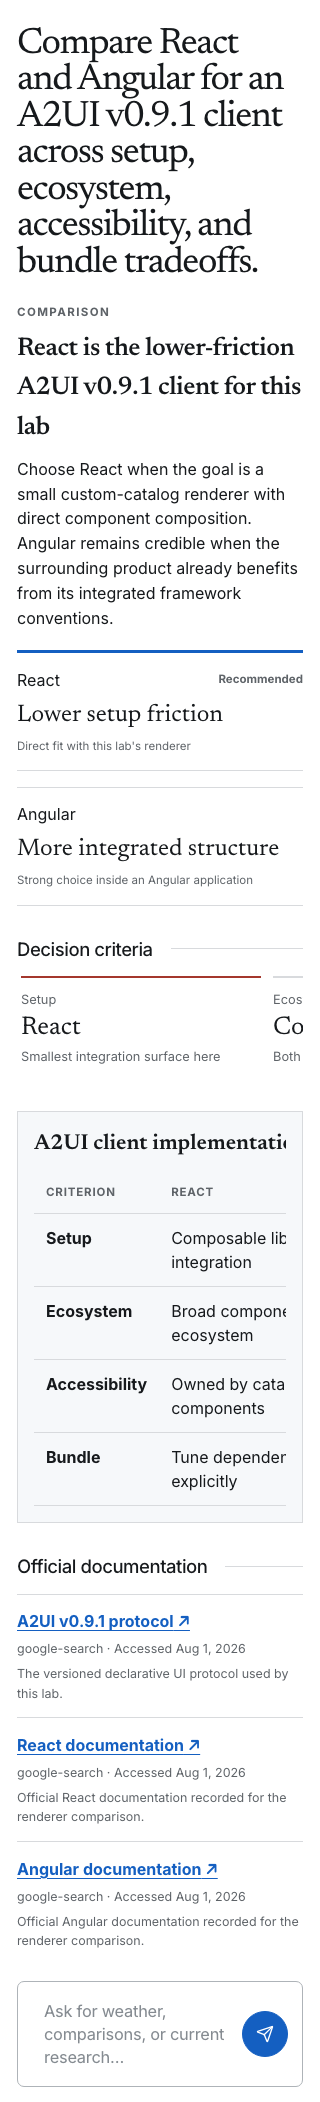 Compare React
and Angular for an
A2UI v0.9.1 client
across setup,
ecosystem,
accessibility, and
bundle tradeoffs.
COMPARISON
React is the lower-friction
A2UI v0.9.1 client for this
lab
Choose React when the goal is a
small custom-catalog renderer with
direct component composition.
Angular remains credible when the
surrounding product already benefits
from its integrated framework
conventions.
React
Recommended
Lower setup friction
Direct fit with this lab's renderer
Angular
More integrated structure
Strong choice inside an Angular application
Decision criteria
Setup
React
Smallest integration surface here
Ecos
Co
Both
A2UI client implementatio
CRITERION REACT
Setup
Composable lib
integration
Ecosystem
Broad compone
ecosystem
Accessibility
Owned by cata
components
Bundle
Tune dependen
explicitly
Official documentation
A2UI v0.9.1 protocol ↗
google-search · Accessed Aug 1, 2026
The versioned declarative UI protocol used by
this lab.
React documentation ↗
google-search · Accessed Aug 1, 2026
Official React documentation recorded for the
renderer comparison.
Angular documentation ↗
google-search · Accessed Aug 1, 2026
Official Angular documentation recorded for the
renderer comparison.
Ask for weather,
comparisons, or current
research...